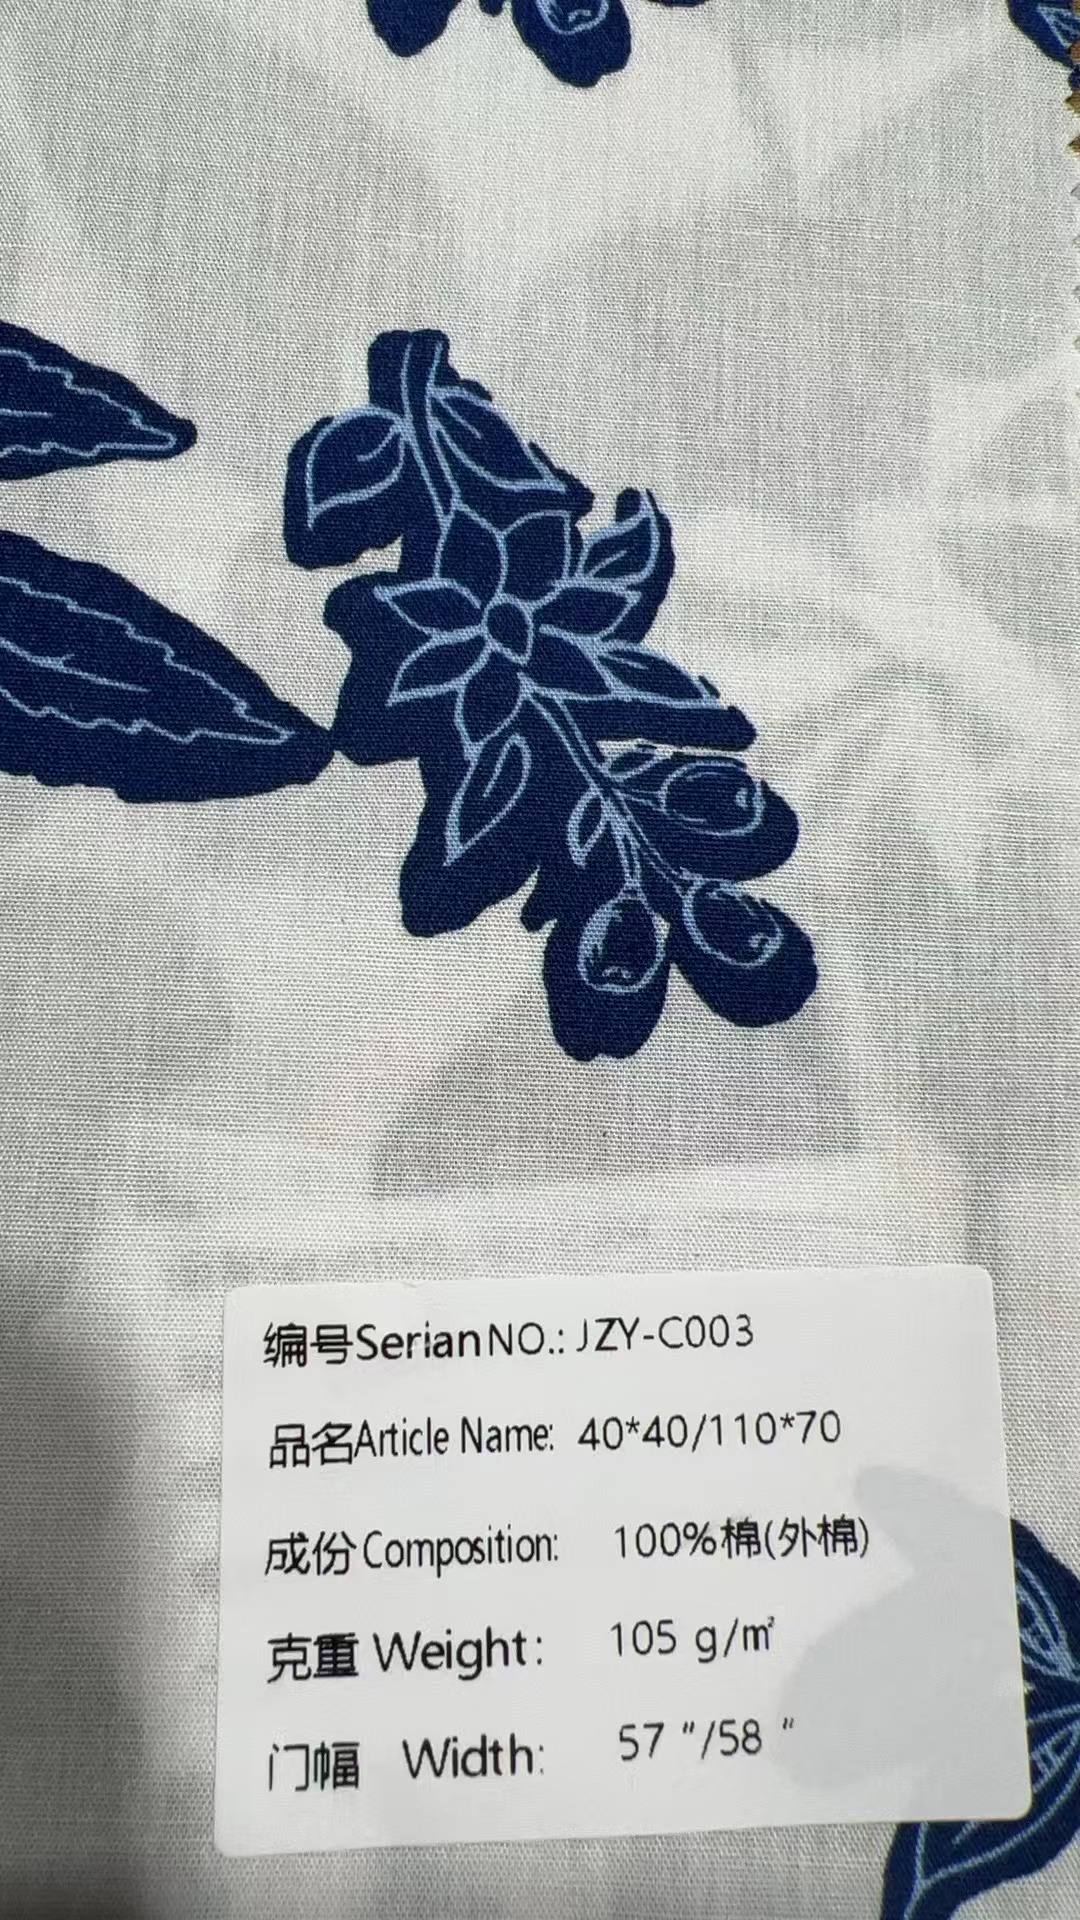 编号Serian NO.: JZY-C003
品名Article Name: 40*40/110*70
成份Composition: 100%棉(外棉)
克重 Weight: 105 g/㎡
门幅 Width: 57 "/58 "